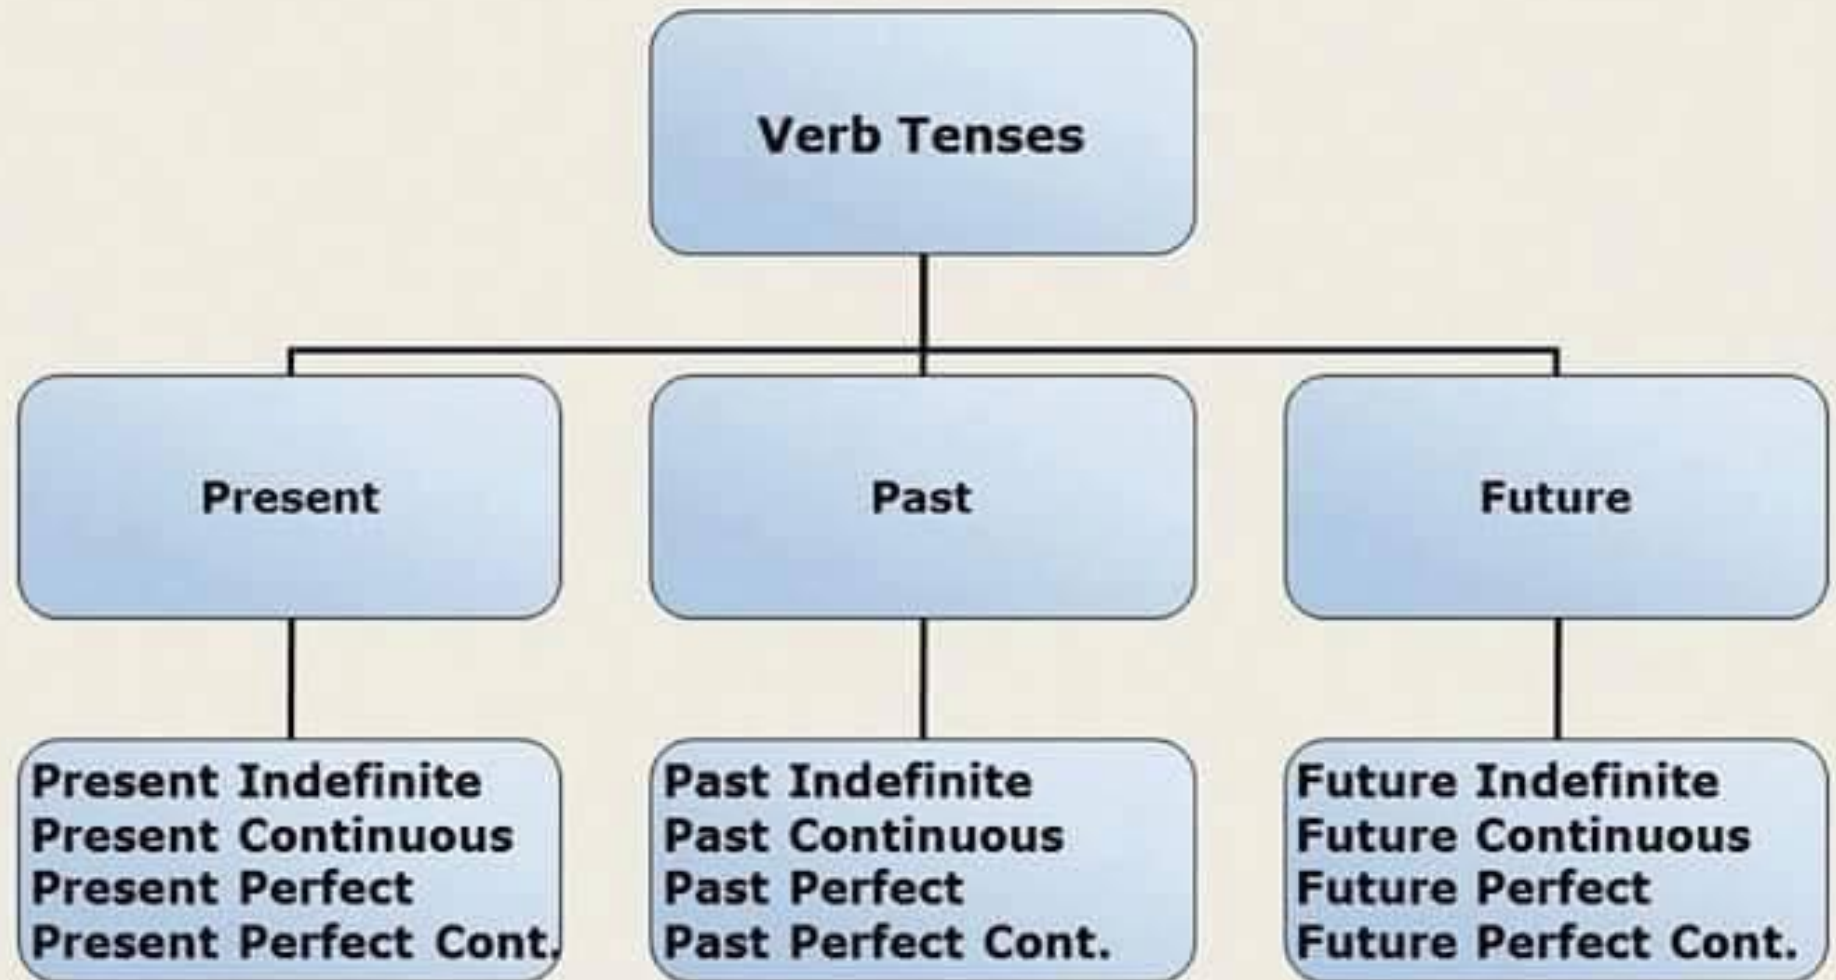 Verb Tenses
Present
Past
Future
Present Indefinite
Present Continuous
Present Perfect
Present Perfect Cont.
Past Indefinite
Past Continuous
Past Perfect
Past Perfect Cont.
Future Indefinite
Future Continuous
Future Perfect
Future Perfect Cont.